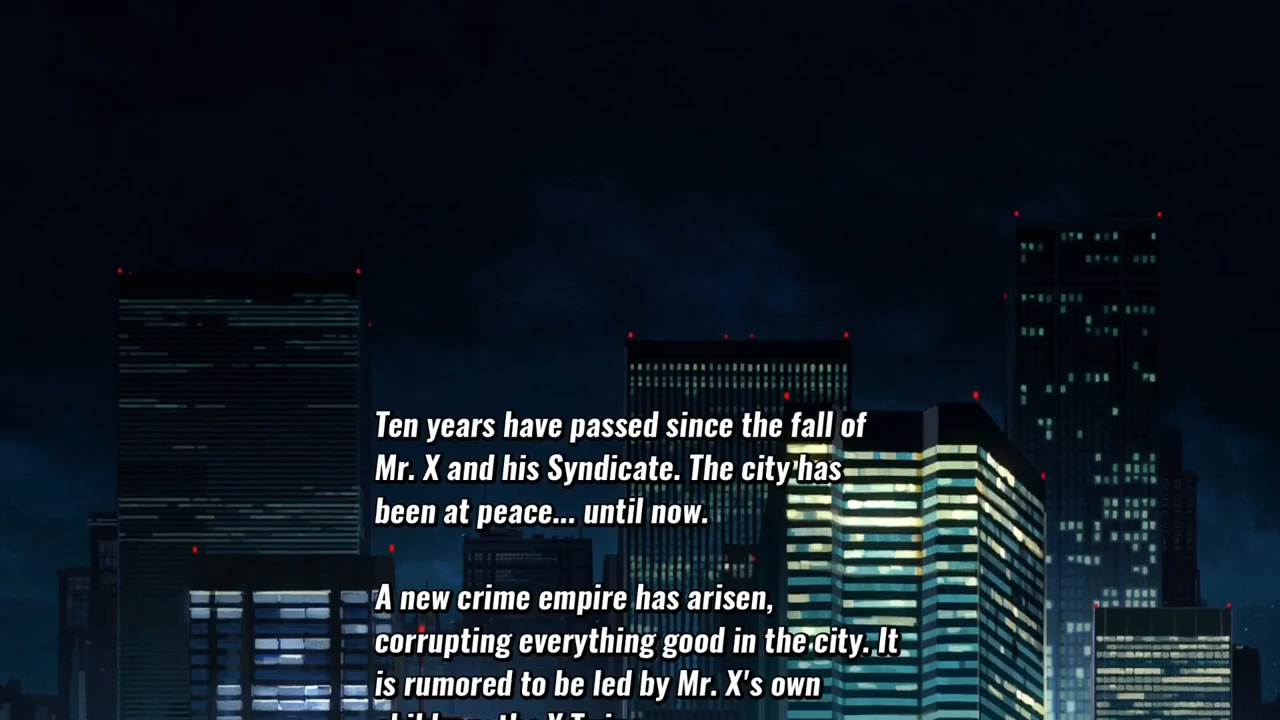 Ten years have passed since the fall of
Mr. X and his Syndicate. The city has
been at peace... until now.
A new crime empire has arisen,
corrupting everything good in the city. It
is rumored to be led by Mr. X's own